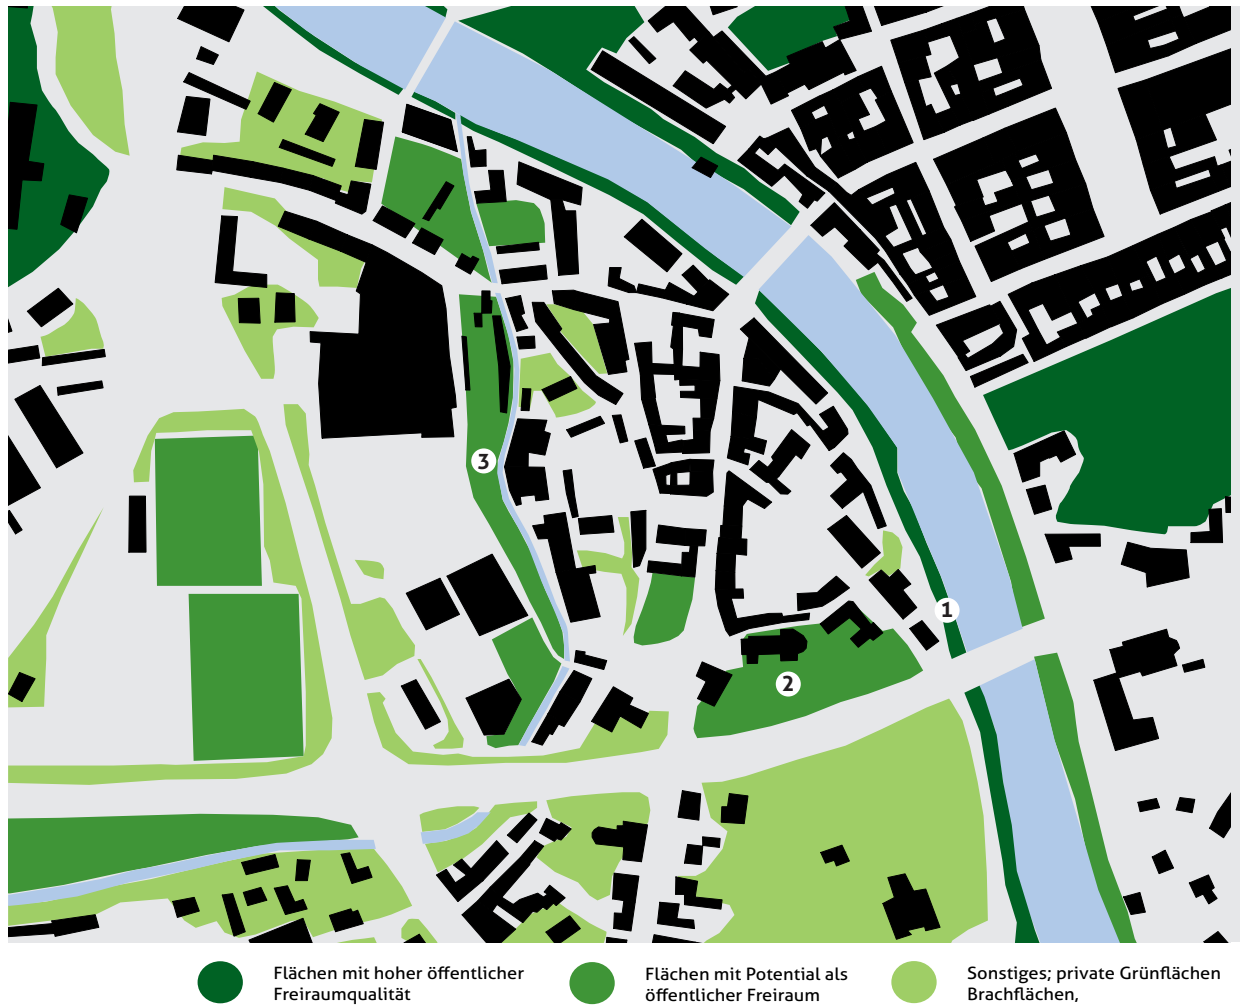 3
1
2
Flächen mit hoher öffentlicher
Freiraumqualität
Flächen mit Potential als
öffentlicher Freiraum
Sonstiges; private Grünflächen
Brachflächen,